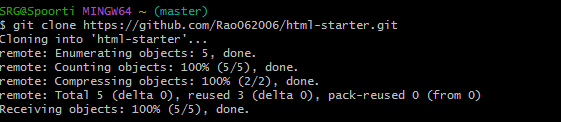 SRG@Spoorti MINGW64 ~ (master)
$ git clone https://github.com/Rao062006/html-starter.git
Cloning into 'html-starter'...
remote: Enumerating objects: 5, done.
remote: Counting objects: 100% (5/5), done.
remote: Compressing objects: 100% (2/2), done.
remote: Total 5 (delta 0), reused 3 (delta 0), pack-reused 0 (from 0)
Receiving objects: 100% (5/5), done.